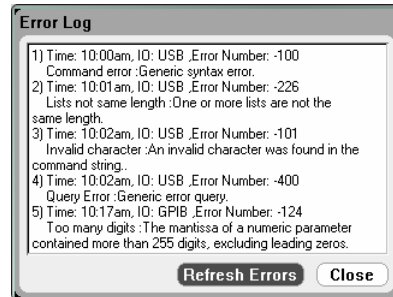 Error Log
1) Time: 10:00am, IO: USB ,Error Number: -100
Command error :Generic syntax error.
2) Time: 10:01am, IO: USB ,Error Number: -226
Lists not same length :One or more lists are not the
same length.
3) Time: 10:02am, IO: USB ,Error Number: -101
Invalid character :An invalid character was found in the
command string..
4) Time: 10:02am, IO: USB ,Error Number: -400
Query Error :Generic error query.
5) Time: 10:17am, IO: GPIB ,Error Number: -124
Too many digits :The mantissa of a numeric parameter
contained more than 255 digits, excluding leading zeros.
Refresh Errors Close